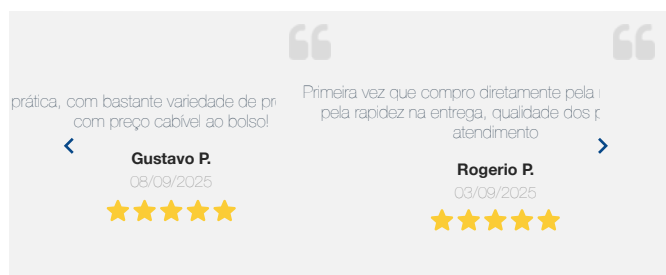 prática, com bastante variedade de
com preço cabível ao bolso!
Gustavo P.
08/09/2025
Primeira vez que compro diretamente pela
pela rapidez na entrega, qualidade dos
atendimento
Rogerio P.
03/09/2025